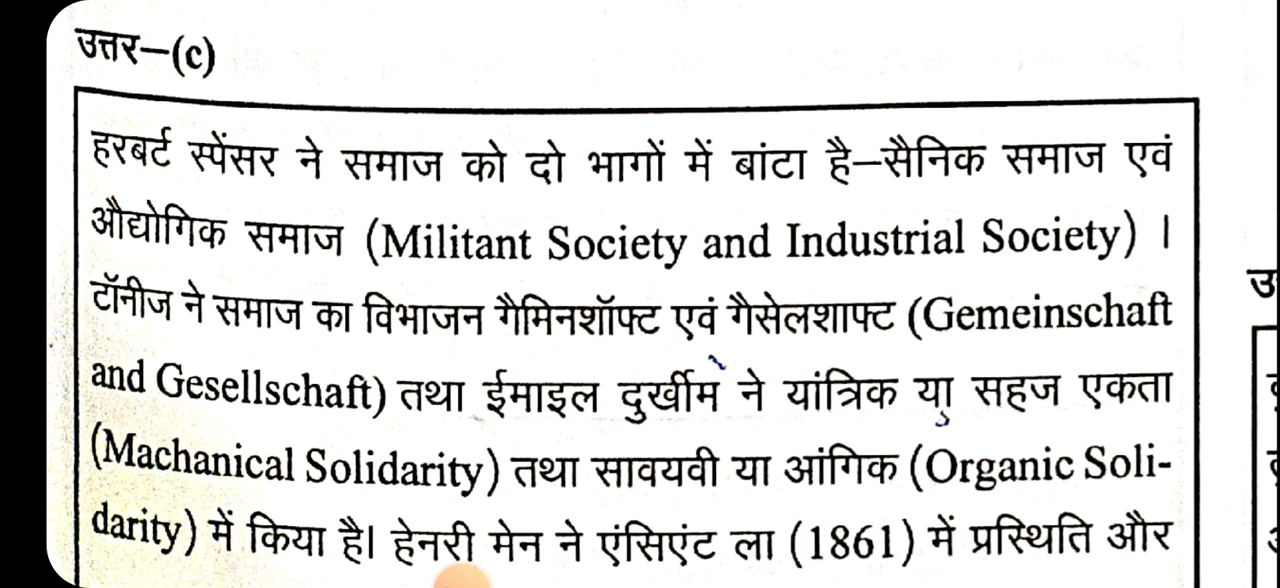 उत्तर–(c)
हरबर्ट स्पेंसर ने समाज को दो भागों में बांटा है–सैनिक समाज एवं
औद्योगिक समाज (Militant Society and Industrial Society) ।
टॉनीज ने समाज का विभाजन गैमिनशॉफ्ट एवं गैसेलशाफ्ट (Gemeinschaft
and Gesellschaft) तथा ईमाइल दुर्खीम ने यांत्रिक या सहज एकता
(Machanical Solidarity) तथा सावयवी या आंगिक (Organic Soli-
darity) में किया है। हेनरी मेन ने एंसिएंट ला (1861) में प्रस्थिति और